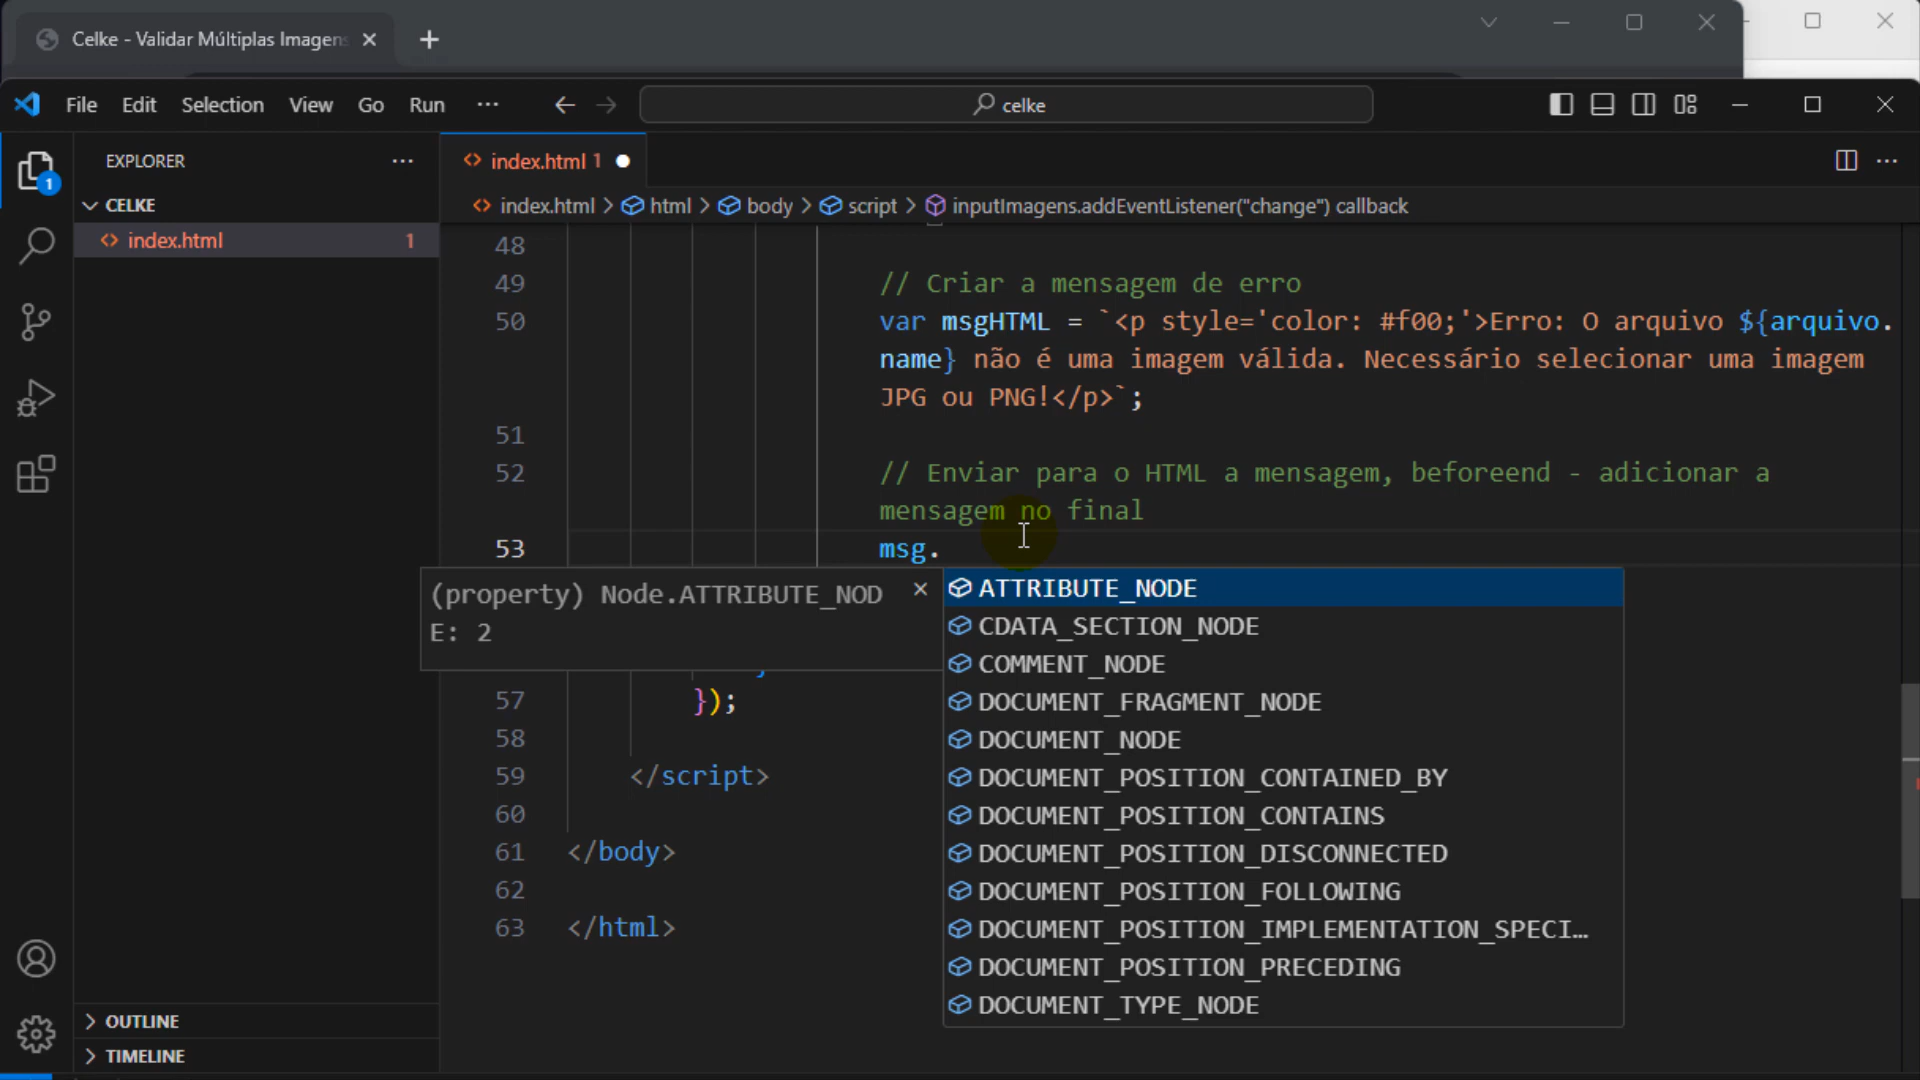 Celke - Validar Múltiplas Imagens
File Edit Selection View Go Run ··· celke
EXPLORER ···
index.html 1
CELKE
index.html > html > body > script > inputImagens.addEventListener("change") callback
index.html 1
1
48
49 // Criar a mensagem de erro
50 var msgHTML = `<p style='color: #f00;'>Erro: O arquivo ${arquivo.
name} não é uma imagem válida. Necessário selecionar uma imagem
JPG ou PNG!</p>`;
51
52 // Enviar para o HTML a mensagem, beforeend - adicionar a
mensagem no final
53 msg.
(property) Node.ATTRIBUTE_NOD
E: 2
ATTRIBUTE_NODE
CDATA_SECTION_NODE
COMMENT_NODE
DOCUMENT_FRAGMENT_NODE
DOCUMENT_NODE
DOCUMENT_POSITION_CONTAINED_BY
DOCUMENT_POSITION_CONTAINS
DOCUMENT_POSITION_DISCONNECTED
DOCUMENT_POSITION_FOLLOWING
DOCUMENT_POSITION_IMPLEMENTATION_SPECI…
DOCUMENT_POSITION_PRECEDING
DOCUMENT_TYPE_NODE
57 });
58
59 </script>
60
61 </body>
62
63 </html>
OUTLINE
TIMELINE